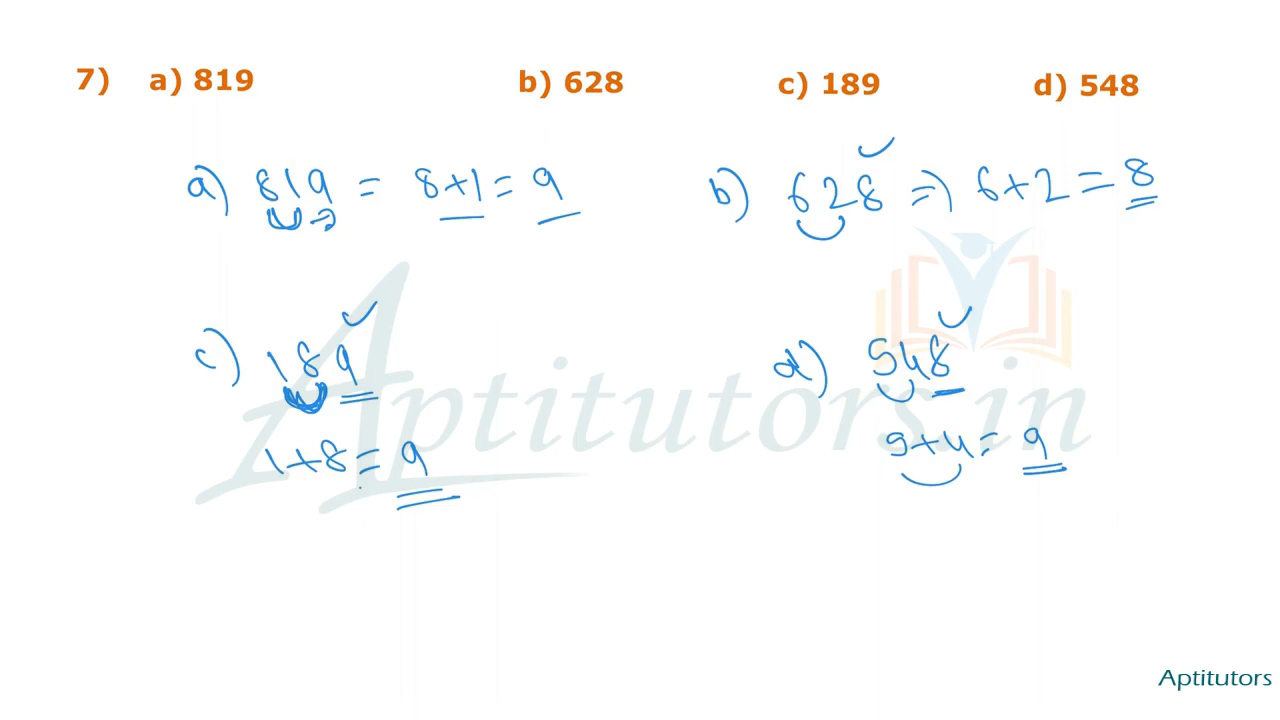 7) a) 819 b) 628 c) 189 d) 548
a) 819 = 8+1 = 9 b) 628 => 6+2 = 8
c) 189 d) 548
1+8 = 9 5+4 = 9
Aptitutors.in
Aptitutors